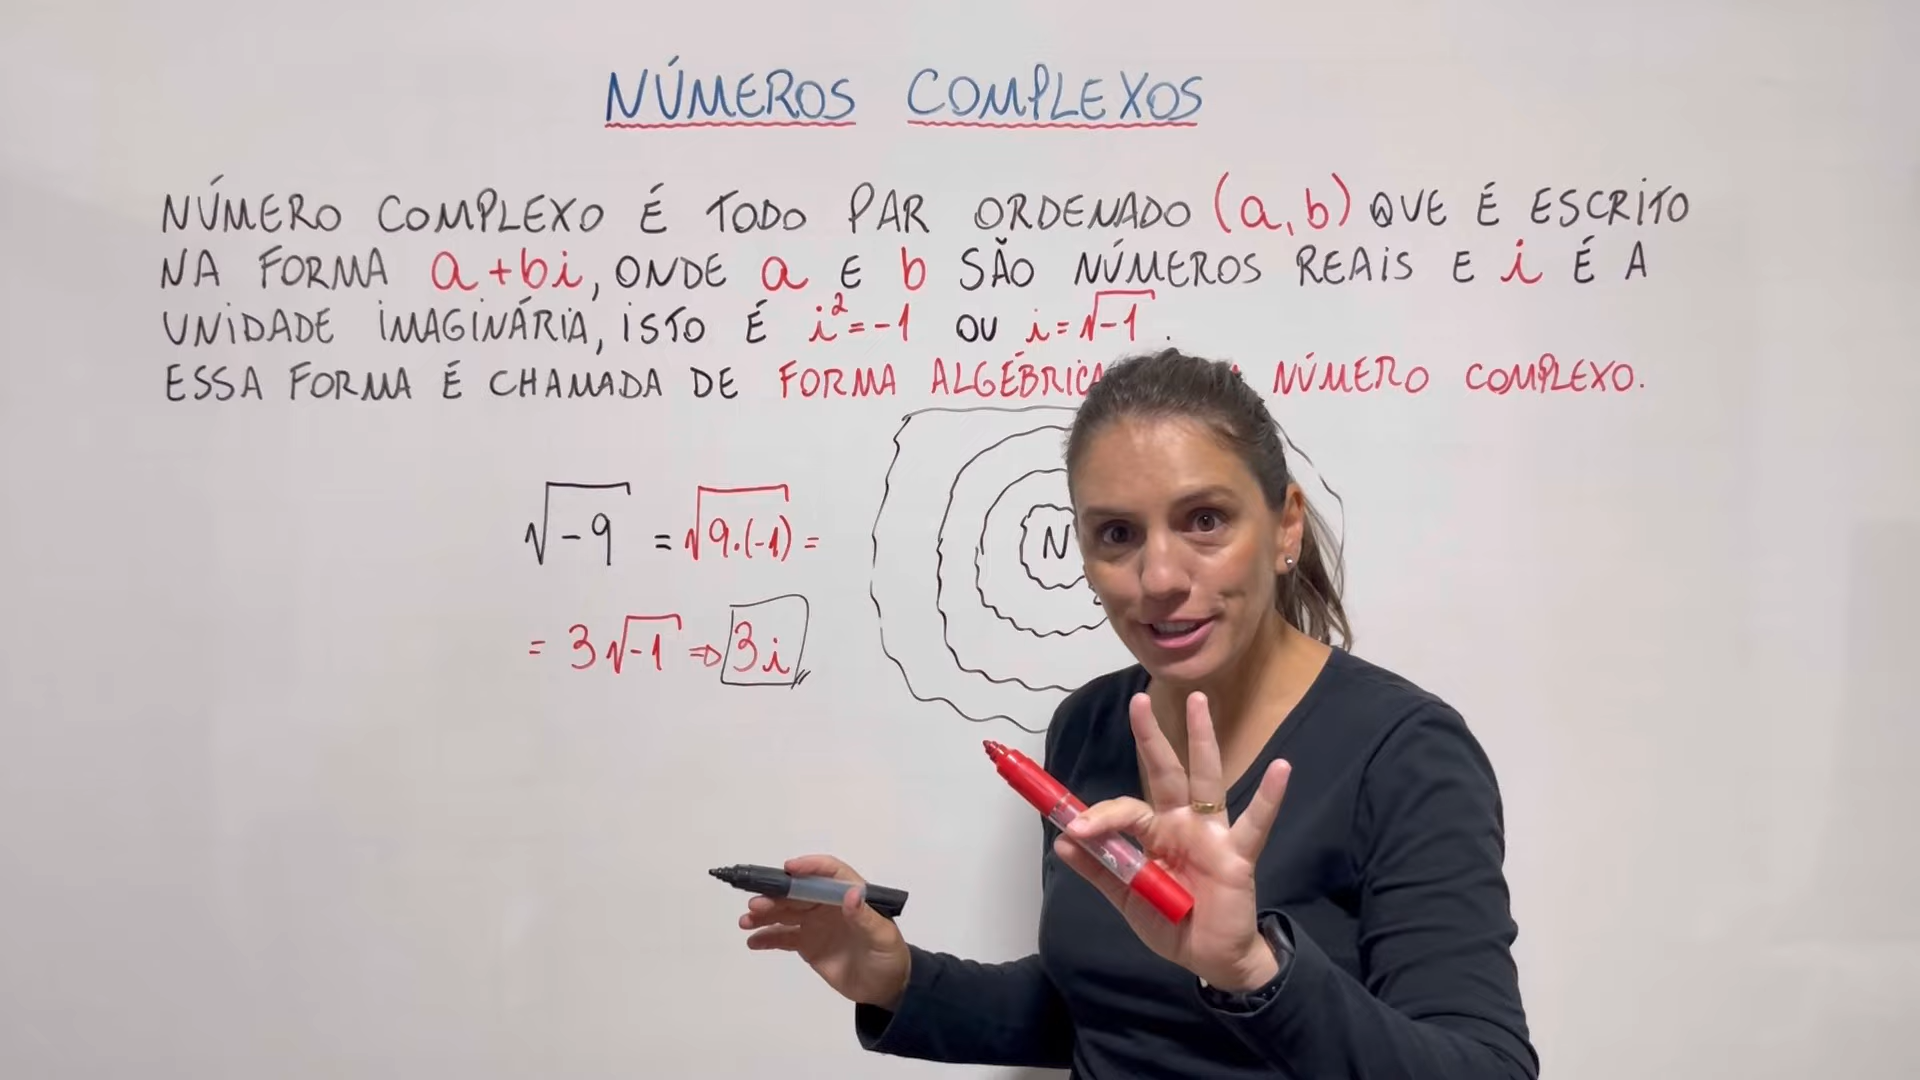 NÚMEROS COMPLEXOS
NÚMERO COMPLEXO É TODO PAR ORDENADO (a,b) QUE É ESCRITO
NA FORMA a+bi, ONDE a E b SÃO NÚMEROS REAIS E i É A
UNIDADE IMAGINÁRIA, ISTO É i²=-1 OU i=√-1.
ESSA FORMA É CHAMADA DE FORMA NÚMERO COMPLEXO.
√-9 = √9.(-1) =
= 3√-1 ⇒ 3i
N